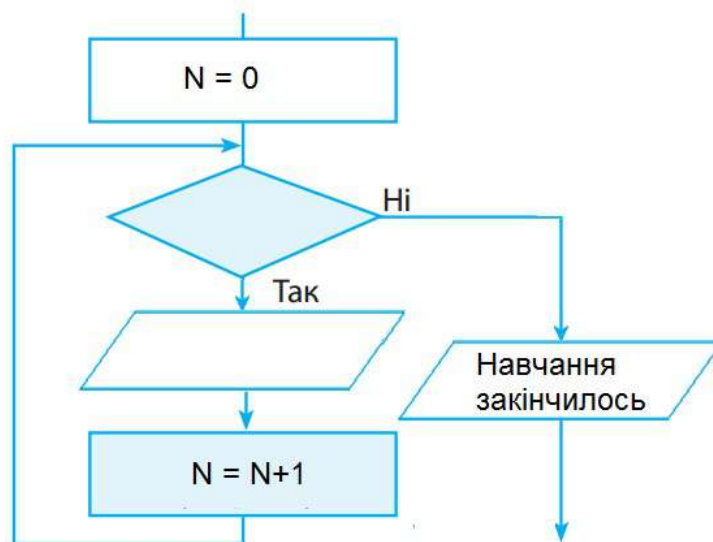 N = 0
Ні
Так
Навчання
закінчилось
N = N+1